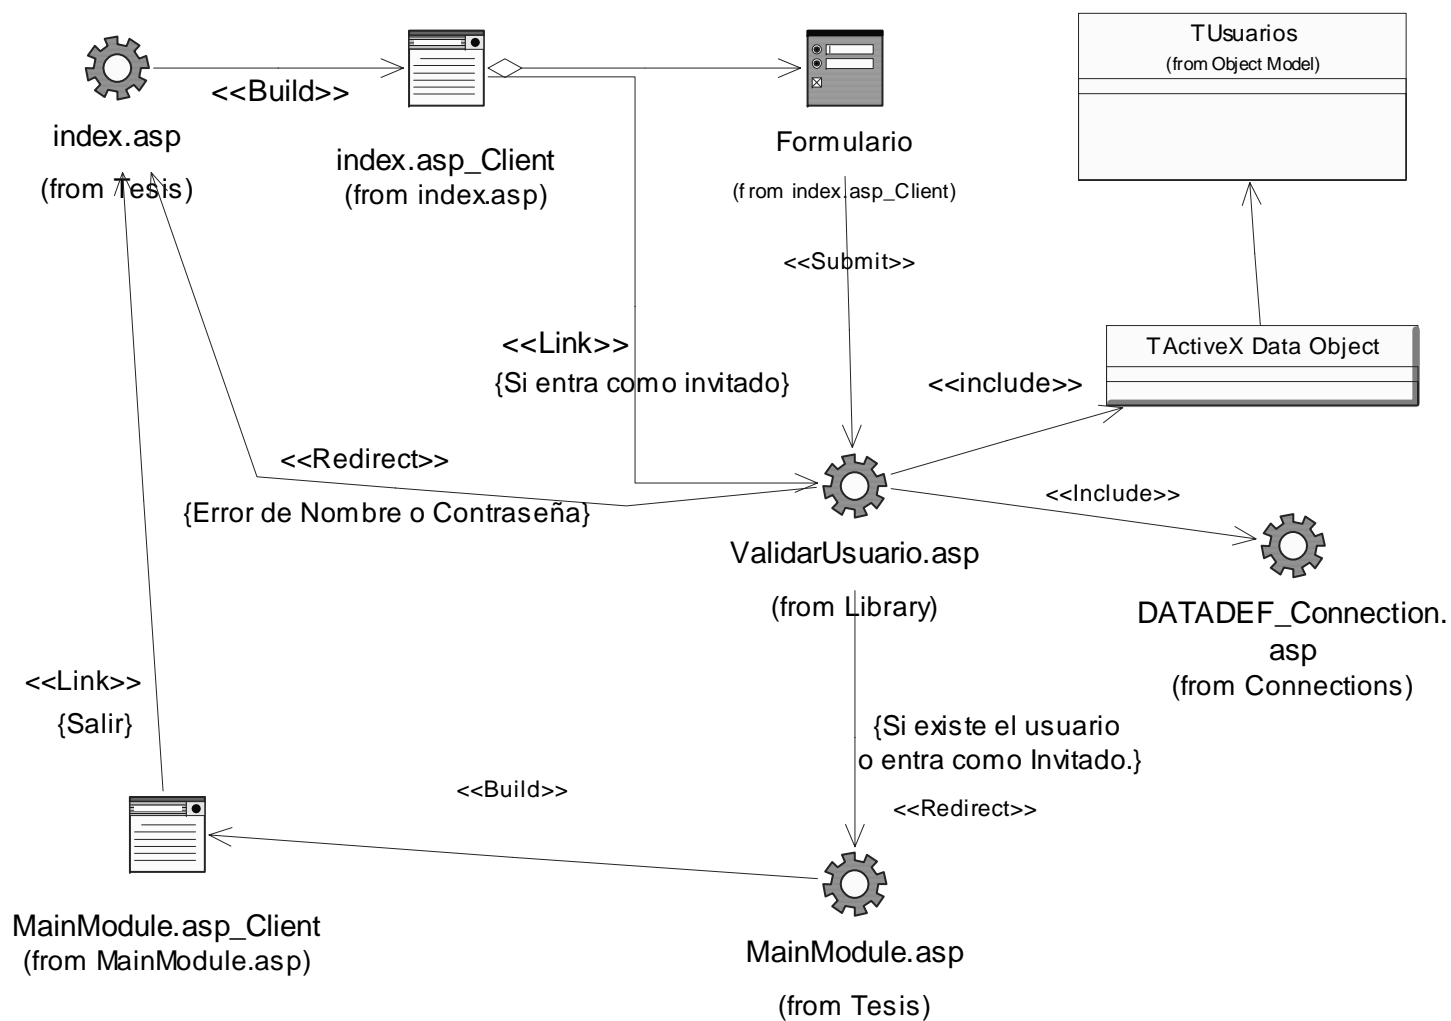 TUsuarios
(from Object Model)
<<Build>>
index.asp
(from Tesis)
index.asp_Client
(from index.asp)
Formulario
(from index.asp_Client)
<<Submit>>
<<Link>>
{Si entra como invitado}
TActiveX Data Object
<<include>>
<<Redirect>>
{Error de Nombre o Contraseña}
<<Include>>
ValidarUsuario.asp
(from Library)
DATADEF_Connection.
asp
(from Connections)
<<Link>>
{Salir}
{Si existe el usuario
o entra como Invitado.}
<<Build>>
<<Redirect>>
MainModule.asp_Client
(from MainModule.asp)
MainModule.asp
(from Tesis)